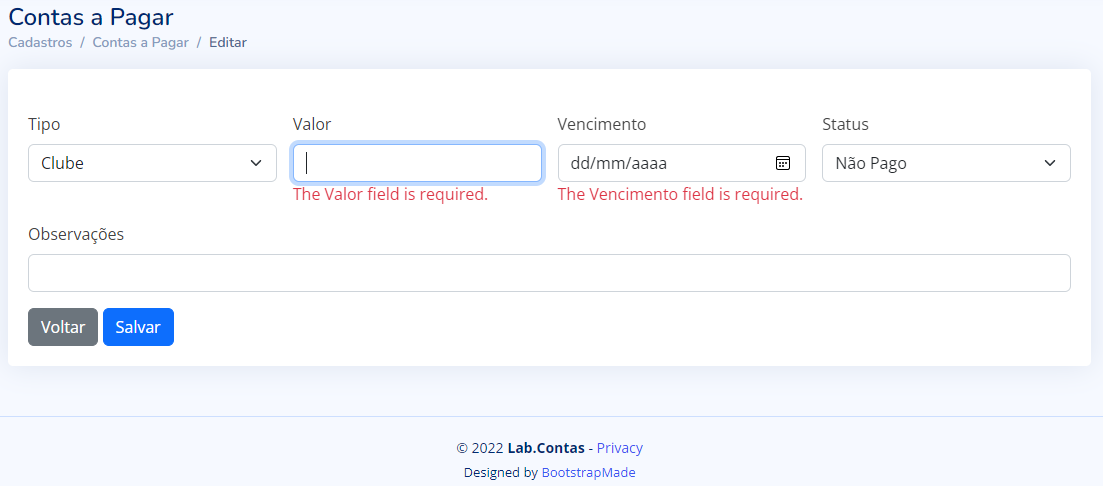 Contas a Pagar
Cadastros / Contas a Pagar / Editar
Tipo Valor Vencimento Status
Clube dd/mm/aaaa Não Pago
The Valor field is required. The Vencimento field is required.
Observações
Voltar Salvar
© 2022 Lab.Contas - Privacy
Designed by BootstrapMade